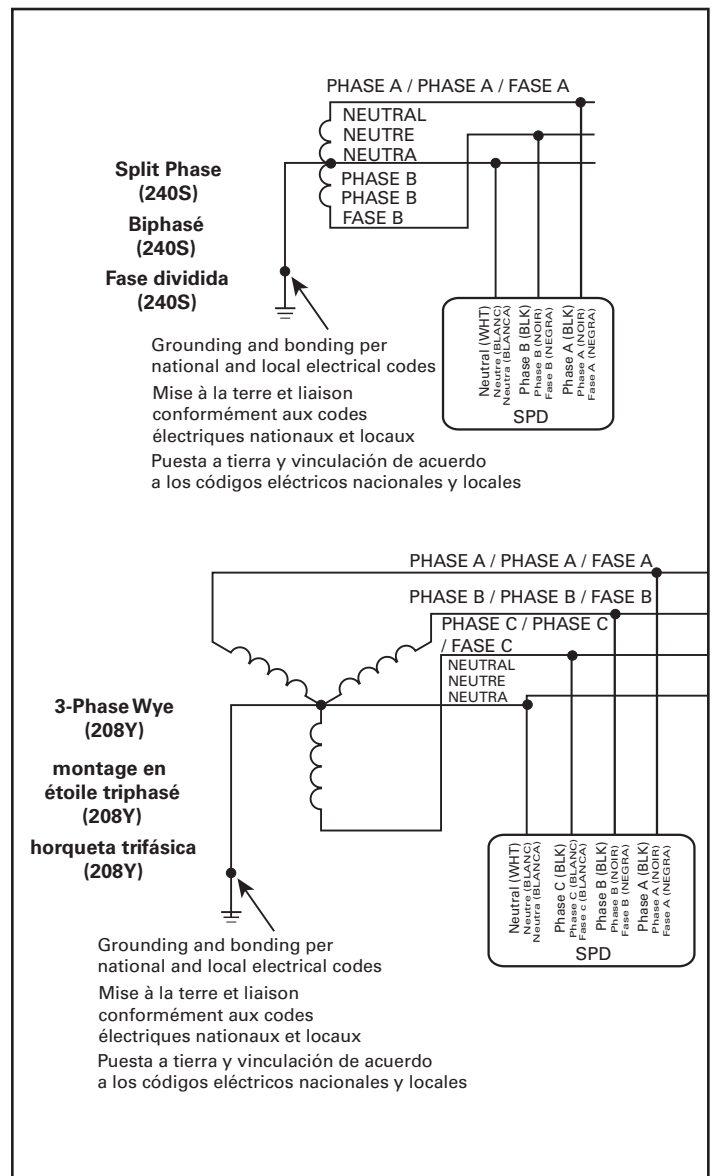 PHASE A / PHASE A / FASE A
NEUTRAL
NEUTRE
NEUTRA
PHASE B
PHASE B
FASE B
Split Phase
(240S)
Biphasé
(240S)
Fase dividida
(240S)
Grounding and bonding per
national and local electrical codes
Mise à la terre et liaison
conformément aux codes
électriques nationaux et locaux
Puesta a tierra y vinculación de acuerdo
a los códigos eléctricos nacionales y locales
Neutral (WHT)
Neutre (BLANC)
Neutra (BLANCA)
Phase B (BLK)
Phase B (NOIR)
Fase B (NEGRA)
Phase A (BLK)
Phase A (NOIR)
Fase A (NEGRA)
SPD
PHASE A / PHASE A / FASE A
PHASE B / PHASE B / FASE B
PHASE C / PHASE C
/ FASE C
NEUTRAL
NEUTRE
NEUTRA
3-Phase Wye
(208Y)
montage en
étoile triphasé
(208Y)
horqueta trifásica
(208Y)
Neutral (WHT)
Neutre (BLANC)
Neutra (BLANCA)
Phase C (BLK)
Phase C (BLANC)
Fase c (BLANCA)
Phase B (BLK)
Phase B (NOIR)
Fase B (NEGRA)
Phase A (BLK)
Phase A (NOIR)
Fase A (NEGRA)
SPD
Grounding and bonding per
national and local electrical codes
Mise à la terre et liaison
conformément aux codes
électriques nationaux et locaux
Puesta a tierra y vinculación de acuerdo
a los códigos eléctricos nacionales y locales